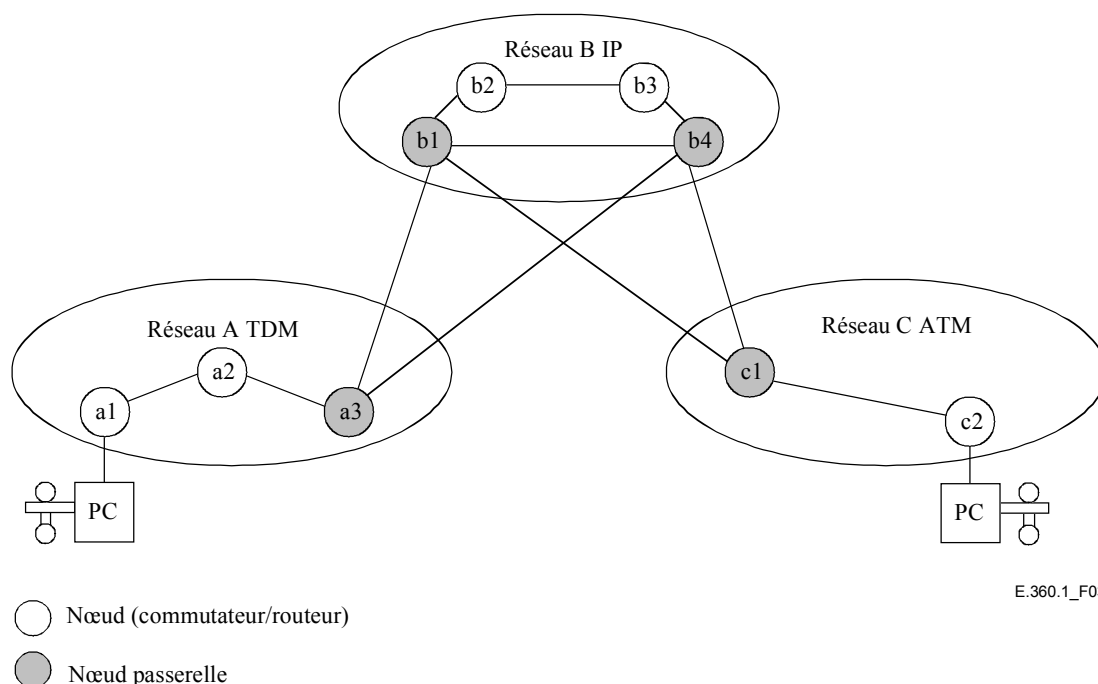 Réseau B IP
b2
b3
b1
b4
Réseau A TDM
a2
a1
a3
PC
Réseau C ATM
c1
c2
PC
E.360.1_F0
Nœud (commutateur/routeur)
Nœud passerelle